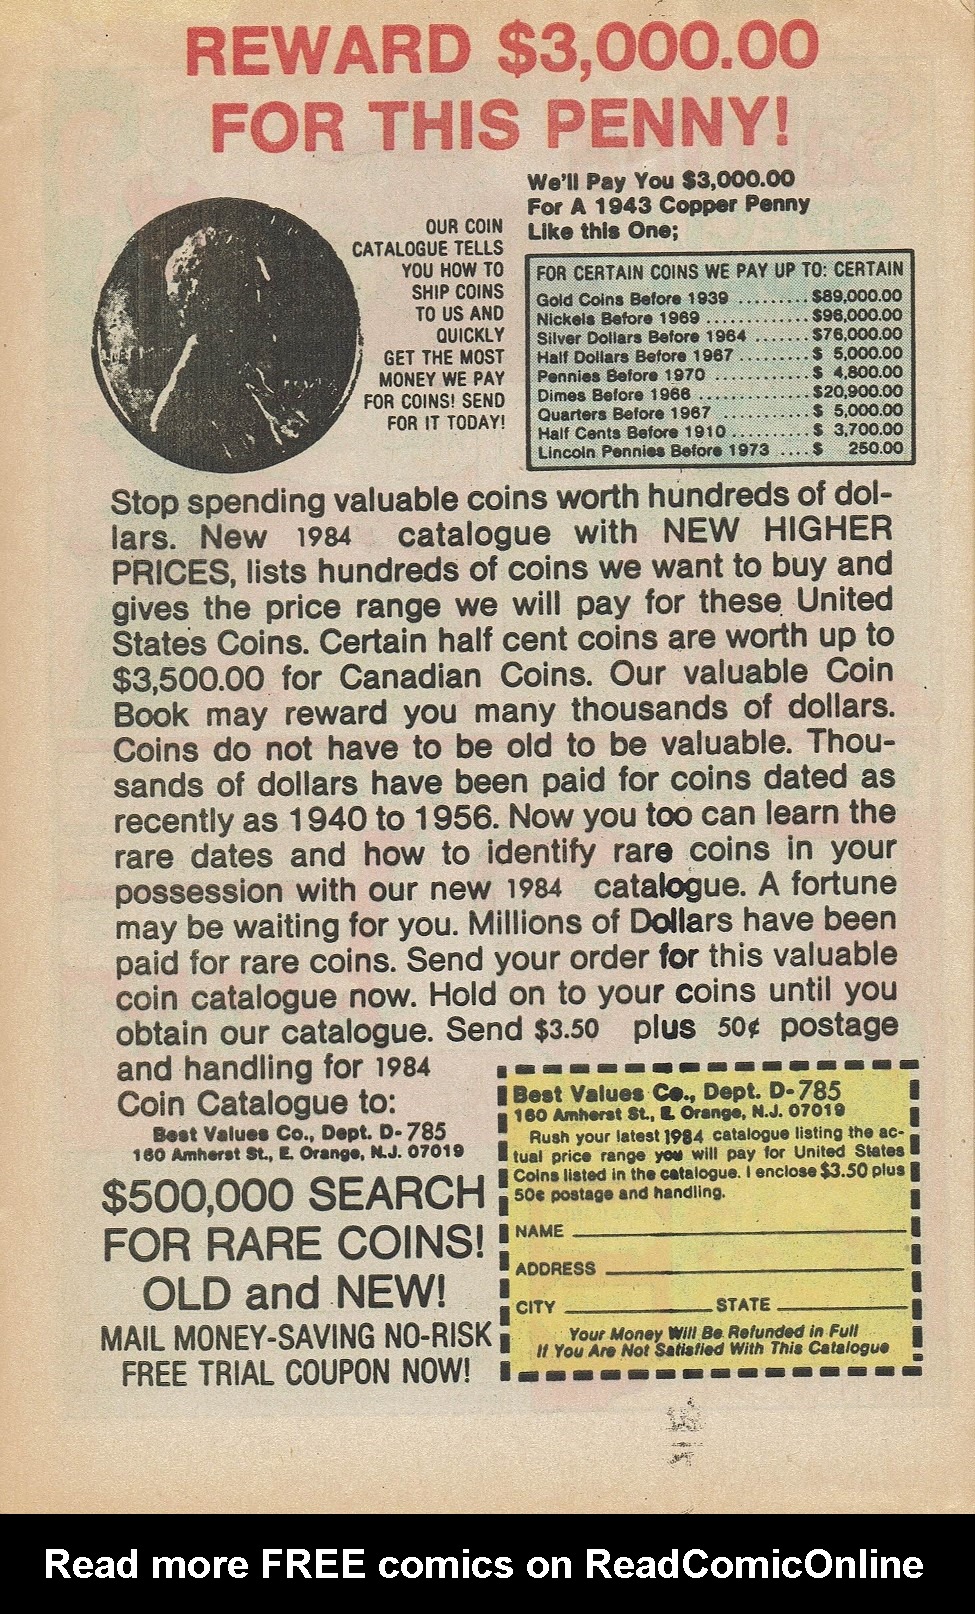 REWARD $3,000.00
FOR THIS PENNY!
We'll Pay You $3,000.00
For A 1943 Copper Penny
Like this One;
OUR COIN
CATALOGUE TELLS
YOU HOW TO
SHIP COINS
TO US AND
QUICKLY
GET THE MOST
MONEY WE PAY
FOR COINS! SEND
FOR IT TODAY!
FOR CERTAIN COINS WE PAY UP TO: CERTAIN
Gold Coins Before 1939 ......... $89,000.00
Nickels Before 1969 ............. $96,000.00
Silver Dollars Before 1964 ....... $76,000.00
Half Dollars Before 1967 .......... $ 5,000.00
Pennies Before 1970 ............ $ 4,800.00
Dimes Before 1966 .............. $20,900.00
Quarters Before 1967 ........... $ 5,000.00
Half Cents Before 1910 .......... $ 3,700.00
Lincoln Pennies Before 1973 .... $ 250.00
Stop spending valuable coins worth hundreds of dol-
lars. New 1984 catalogue with NEW HIGHER
PRICES, lists hundreds of coins we want to buy and
gives the price range we will pay for these United
States Coins. Certain half cent coins are worth up to
$3,500.00 for Canadian Coins. Our valuable Coin
Book may reward you many thousands of dollars.
Coins do not have to be old to be valuable. Thou-
sands of dollars have been paid for coins dated as
recently as 1940 to 1956. Now you too can learn the
rare dates and how to identify rare coins in your
possession with our new 1984 catalogue. A fortune
may be waiting for you. Millions of Dollars have been
paid for rare coins. Send your order for this valuable
coin catalogue now. Hold on to your coins until you
obtain our catalogue. Send $3.50 plus 50¢ postage
and handling for 1984
Coin Catalogue to:
Best Values Co., Dept. D-785
160 Amherst St., E. Orange, N.J. 07019
$500,000 SEARCH
FOR RARE COINS!
OLD and NEW!
MAIL MONEY-SAVING NO-RISK
FREE TRIAL COUPON NOW!
Best Values Co., Dept. D-785
160 Amherst St., E. Orange, N.J. 07019
Rush your latest 1984 catalogue listing the ac-
tual price range you will pay for United States
Coins listed in the catalogue. I enclose $3.50 plus
50¢ postage and handling.
NAME
ADDRESS
CITY STATE
Your Money Will Be Refunded in Full
If You Are Not Satisfied With This Catalogue
Read more FREE comics on ReadComicOnline